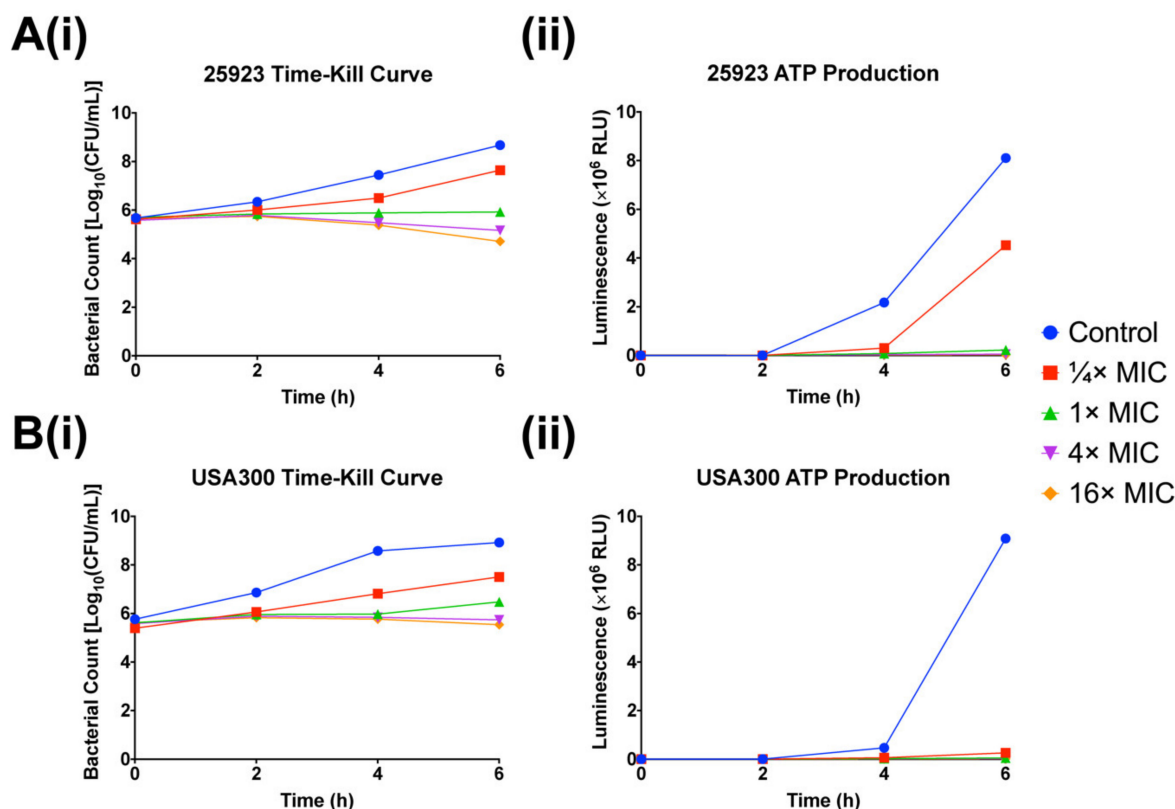 A(i)
25923 Time-Kill Curve
Bacterial Count [Log₁₀(CFU/mL)]
10
8
6
4
2
0
0 2 4 6
Time (h)
(ii)
25923 ATP Production
Luminescence (×10⁶ RLU)
10
8
6
4
2
0
0 2 4 6
Time (h)
Control
¼× MIC
1× MIC
4× MIC
16× MIC
B(i)
USA300 Time-Kill Curve
Bacterial Count [Log₁₀(CFU/mL)]
10
8
6
4
2
0
0 2 4 6
Time (h)
(ii)
USA300 ATP Production
Luminescence (×10⁶ RLU)
10
8
6
4
2
0
0 2 4 6
Time (h)